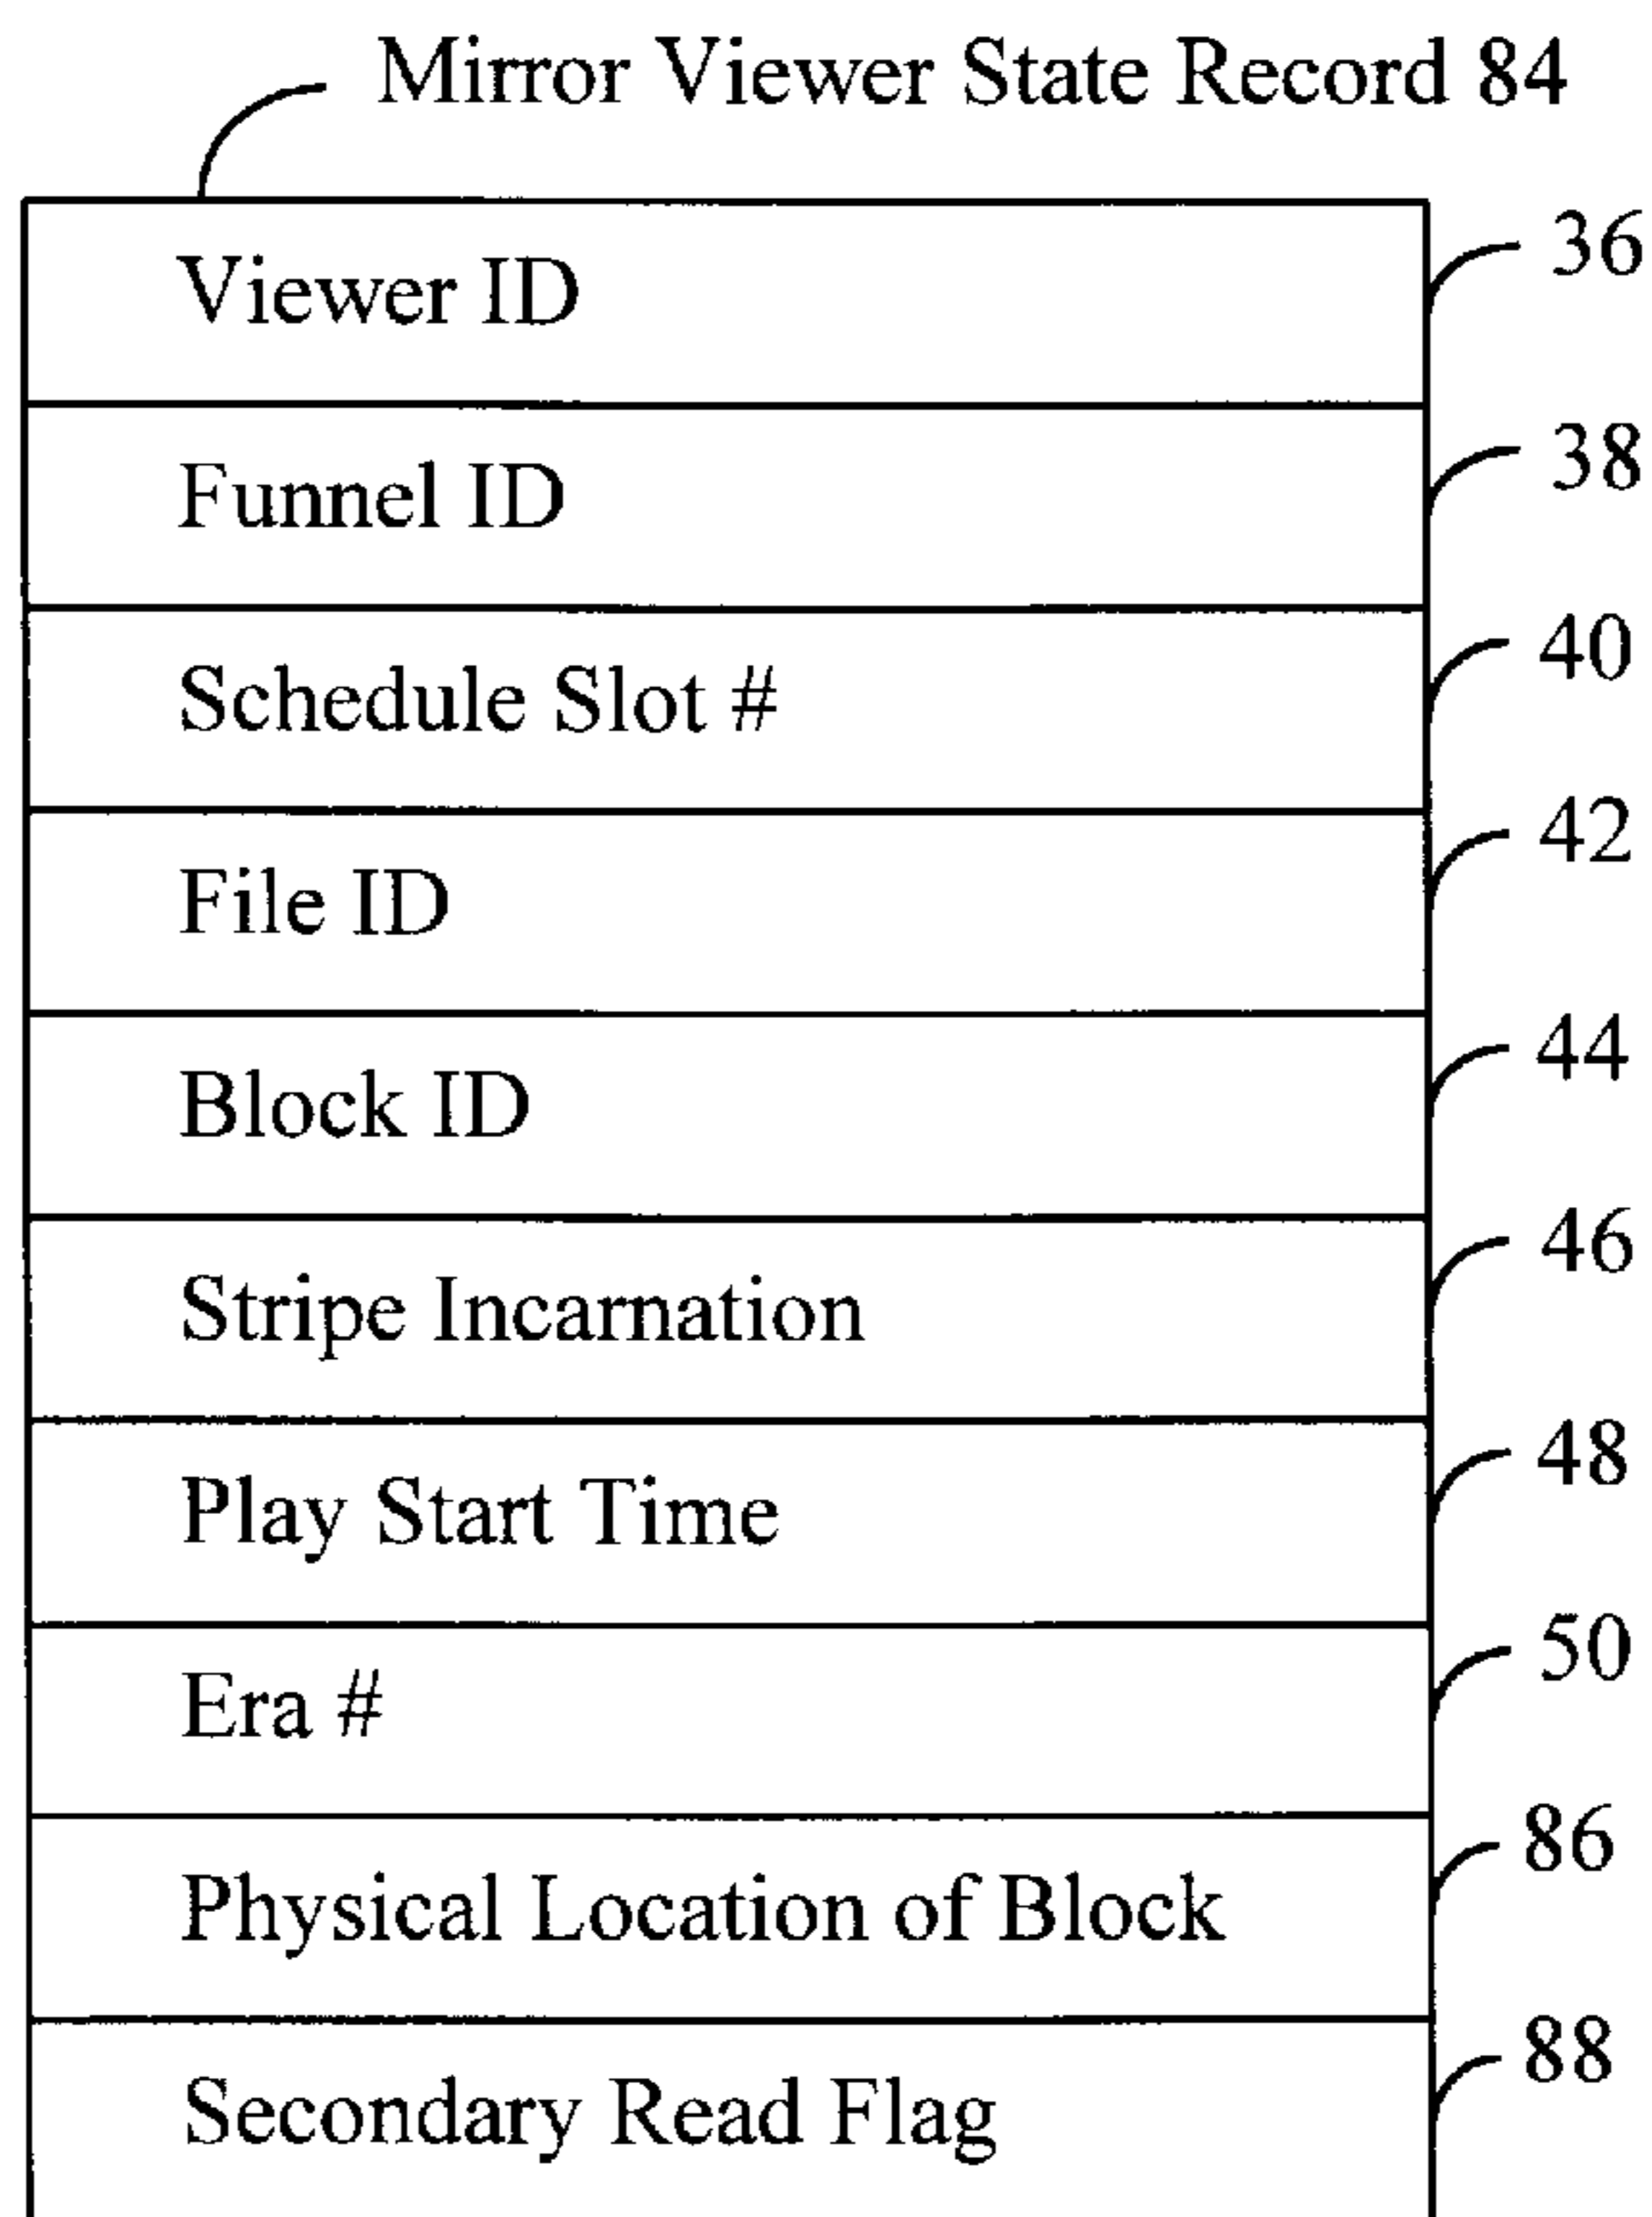 Mirror Viewer State Record 84
Viewer ID 36
Funnel ID 38
Schedule Slot # 40
File ID 42
Block ID 44
Stripe Incarnation 46
Play Start Time 48
Era # 50
Physical Location of Block 86
Secondary Read Flag 88